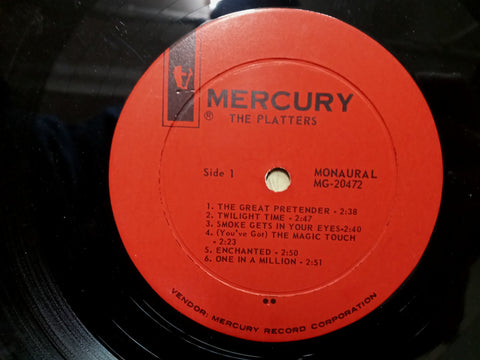 MERCURY
®
THE PLATTERS
Side 1
MONAURAL
MG-20472
1. THE GREAT PRETENDER - 2:38
2. TWILIGHT TIME - 2:47
3. SMOKE GETS IN YOUR EYES-2:40
4. (You've Got) THE MAGIC TOUCH
- 2:23
5. ENCHANTED - 2:50
6. ONE IN A MILLION - 2:51
VENDOR: MERCURY RECORD CORPORATION